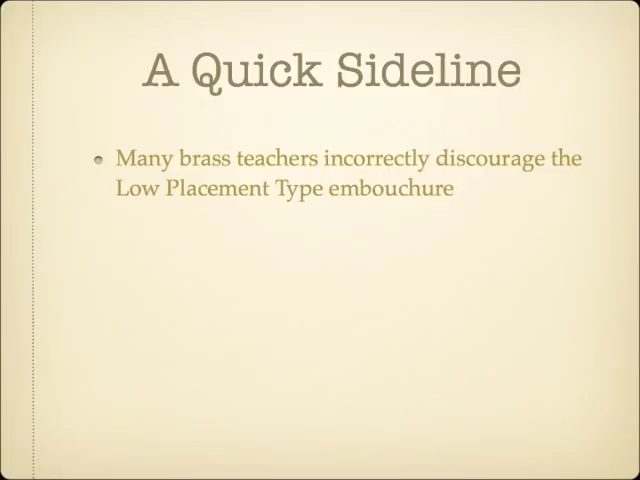 A Quick Sideline
Many brass teachers incorrectly discourage the
Low Placement Type embouchure